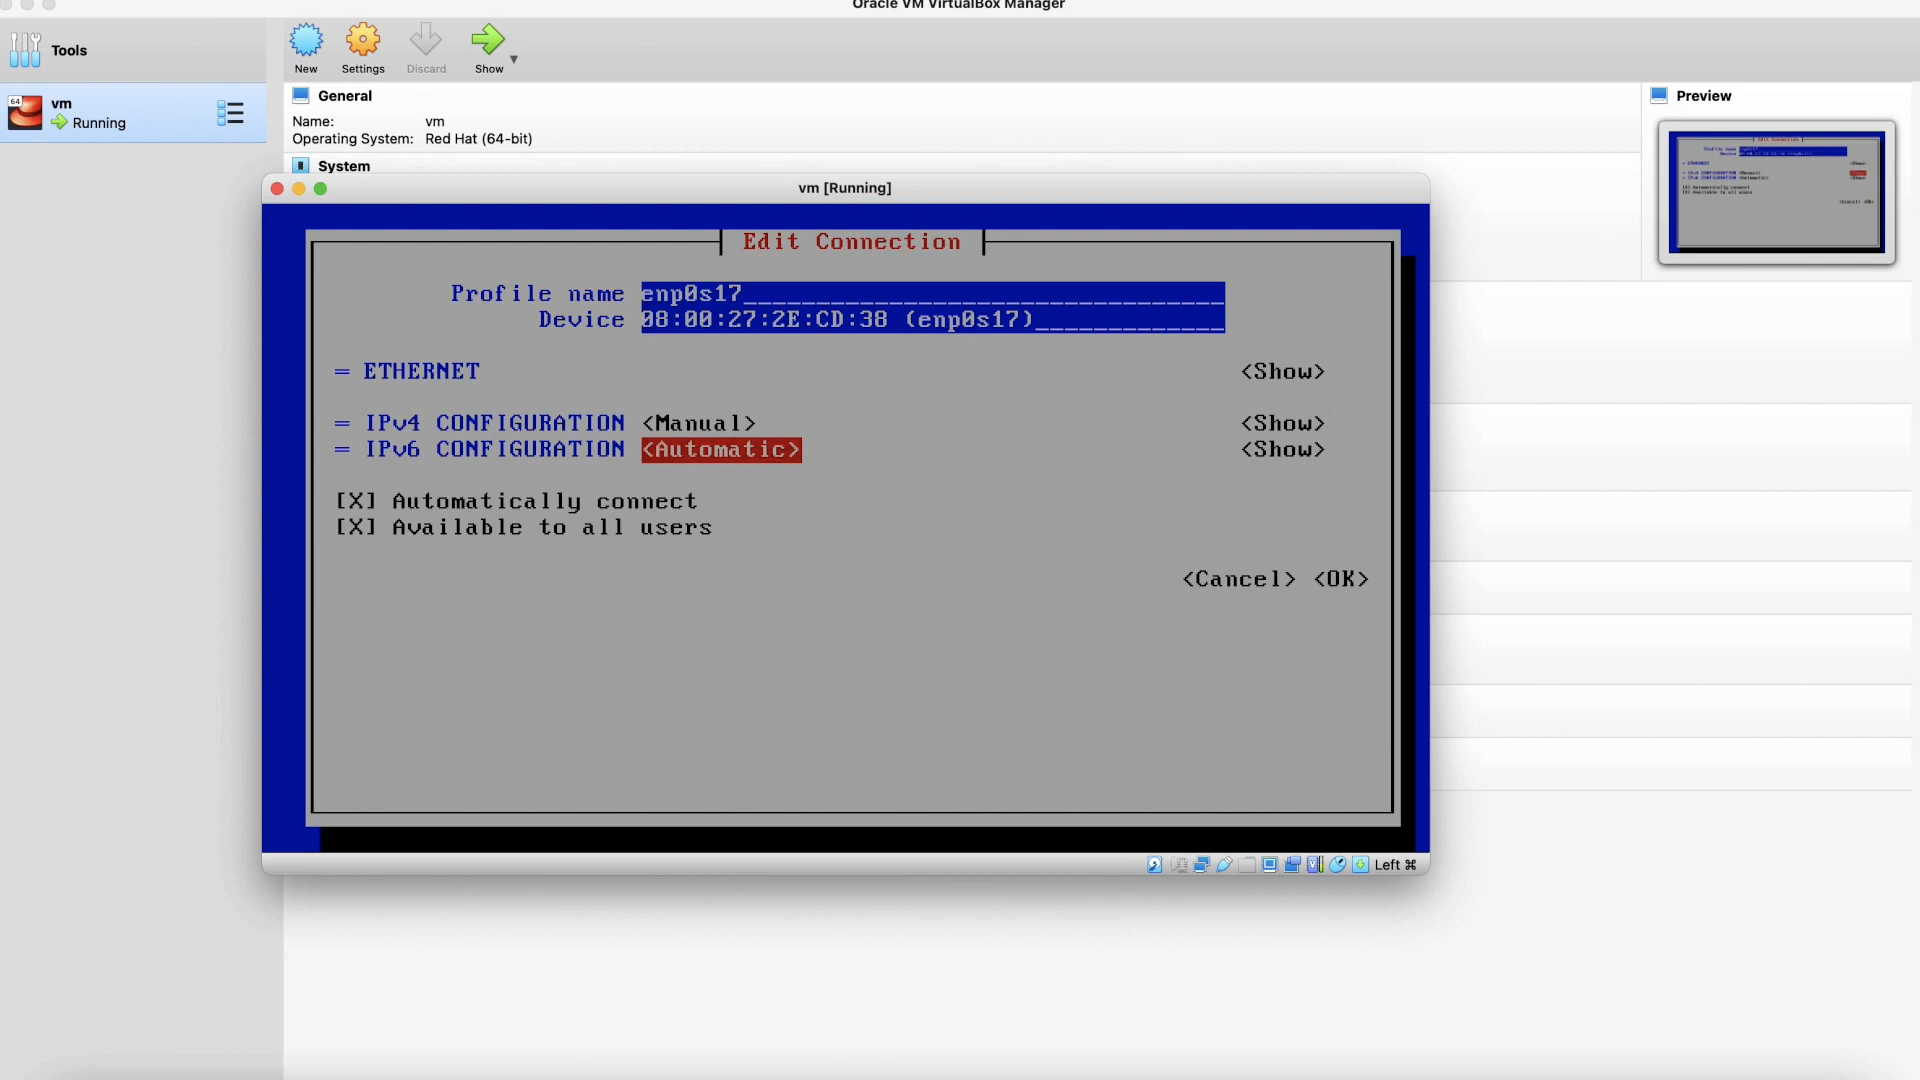 Oracle VM VirtualBox Manager
Tools
New
Settings
Discard
Show
64
vm
Running
General
Name: vm
Operating System: Red Hat (64-bit)
System
Preview
vm [Running]
Edit Connection
Profile name enp0s17
Device 08:00:27:2E:CD:38 (enp0s17)
= ETHERNET <Show>
= IPv4 CONFIGURATION <Manual> <Show>
= IPv6 CONFIGURATION <Automatic> <Show>
[X] Automatically connect
[X] Available to all users
<Cancel> <OK>
Left ⌘